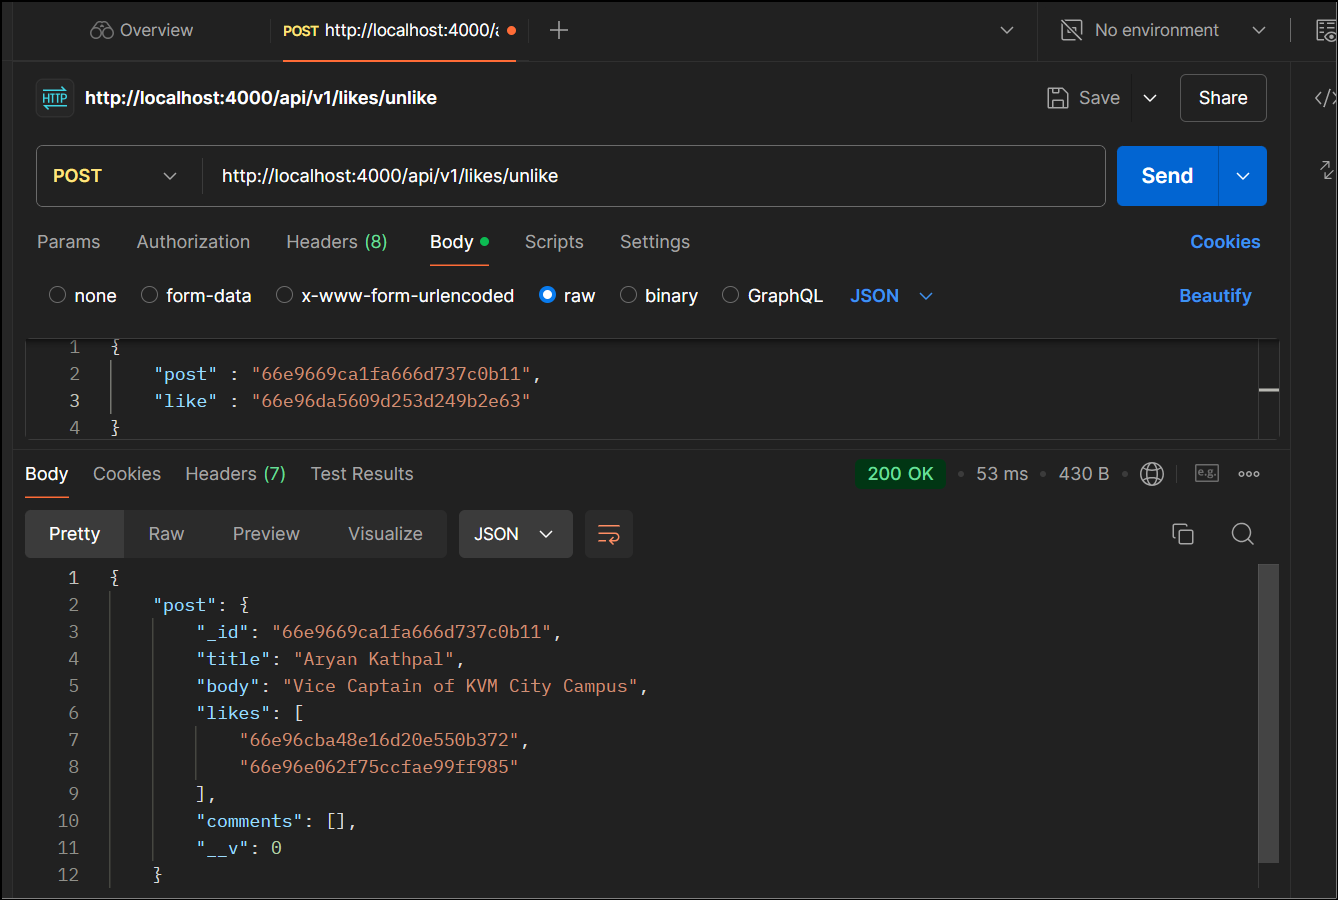 Overview
POST http://localhost:4000/a
No environment
HTTP http://localhost:4000/api/v1/likes/unlike
Save
Share
POST
http://localhost:4000/api/v1/likes/unlike
Send
Params Authorization Headers (8) Body Scripts Settings Cookies
none form-data x-www-form-urlencoded raw binary GraphQL JSON Beautify
1 {
2 "post" : "66e9669ca1fa666d737c0b11",
3 "like" : "66e96da5609d253d249b2e63"
4 }
Body Cookies Headers (7) Test Results 200 OK • 53 ms • 430 B • e.g.
Pretty Raw Preview Visualize JSON
1 {
2 "post": {
3 "_id": "66e9669ca1fa666d737c0b11",
4 "title": "Aryan Kathpal",
5 "body": "Vice Captain of KVM City Campus",
6 "likes": [
7 "66e96cba48e16d20e550b372",
8 "66e96e062f75ccfae99ff985"
9 ],
10 "comments": [],
11 "__v": 0
12 }